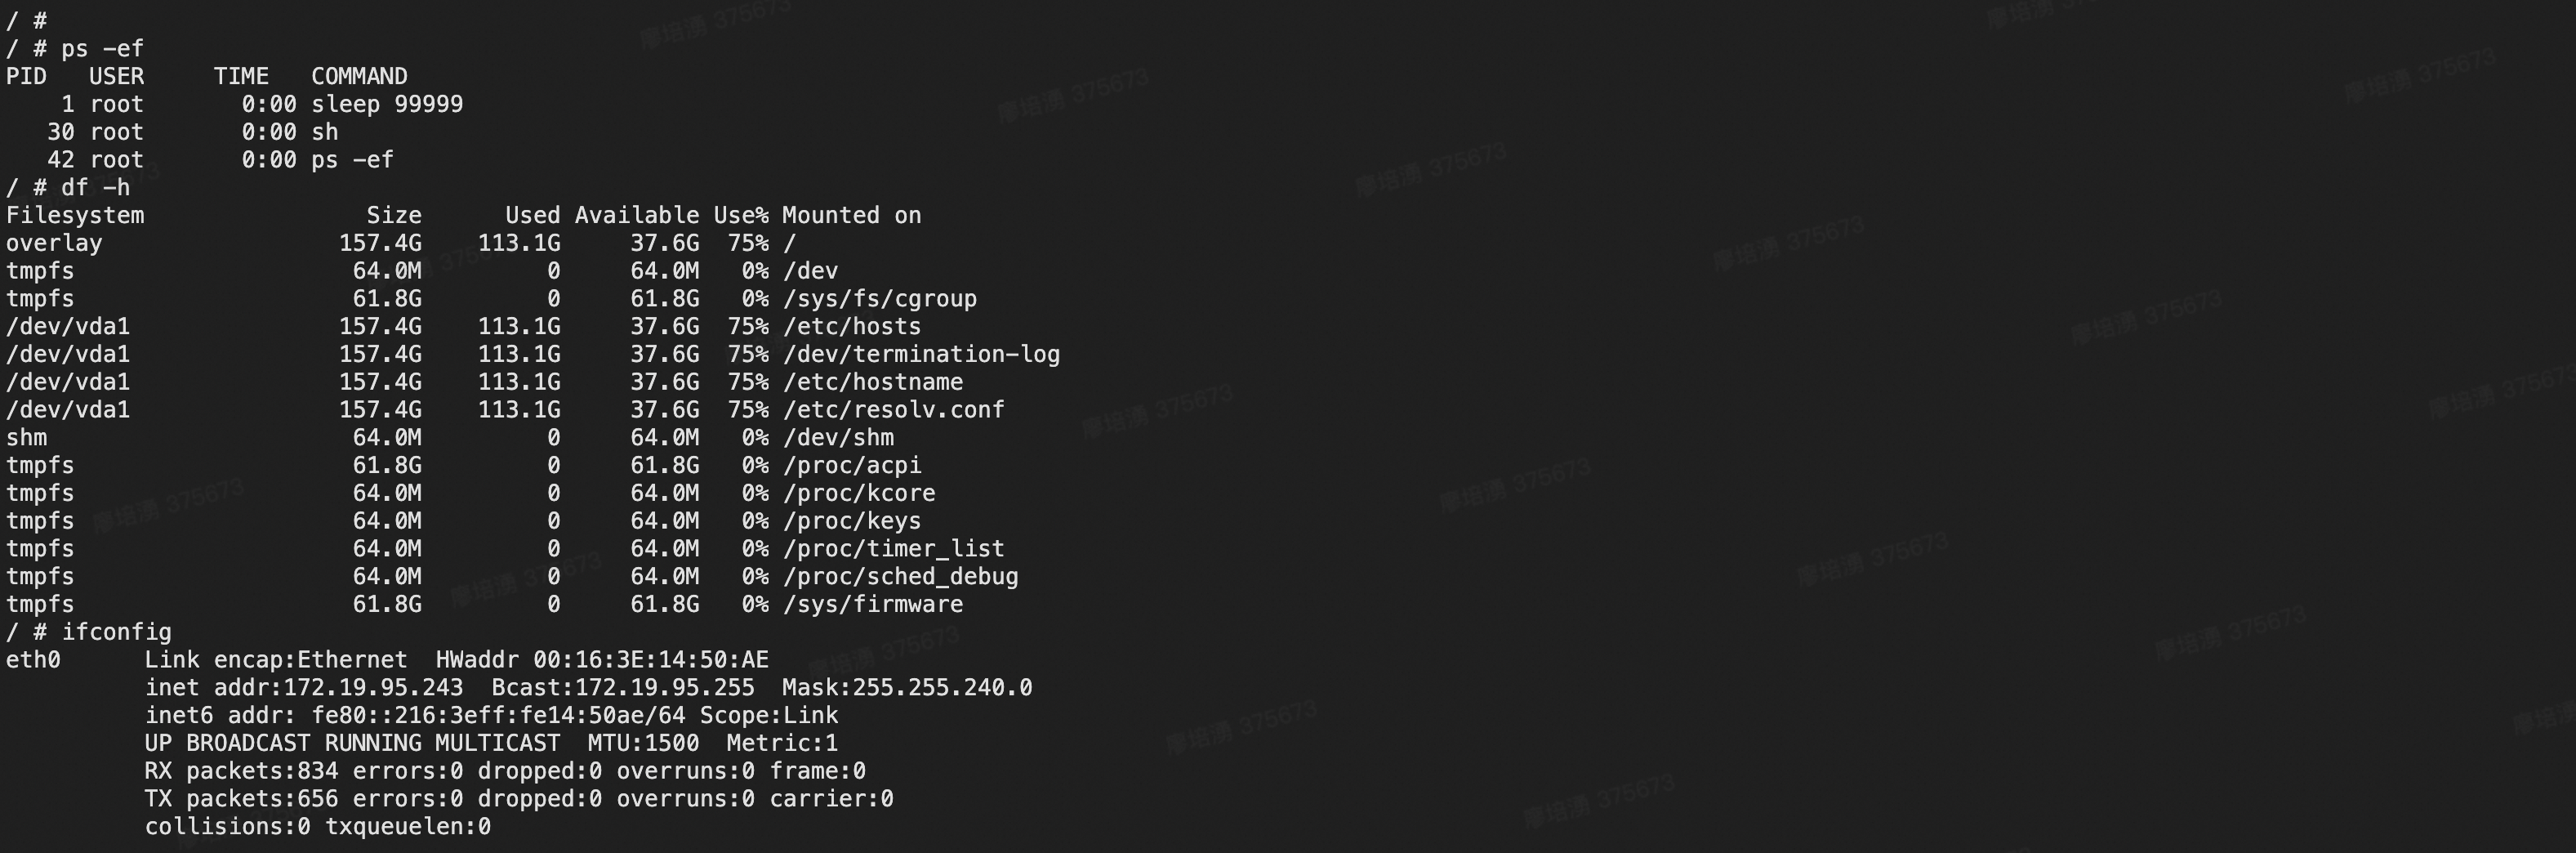 / #
/ # ps -ef
PID   USER     TIME   COMMAND
    1 root       0:00 sleep 99999
   30 root       0:00 sh
   42 root       0:00 ps -ef
/ # df -h
Filesystem                Size      Used Available Use% Mounted on
overlay                 157.4G    113.1G     37.6G  75% /
tmpfs                    64.0M         0     64.0M   0% /dev
tmpfs                    61.8G         0     61.8G   0% /sys/fs/cgroup
/dev/vda1               157.4G    113.1G     37.6G  75% /etc/hosts
/dev/vda1               157.4G    113.1G     37.6G  75% /dev/termination-log
/dev/vda1               157.4G    113.1G     37.6G  75% /etc/hostname
/dev/vda1               157.4G    113.1G     37.6G  75% /etc/resolv.conf
shm                      64.0M         0     64.0M   0% /dev/shm
tmpfs                    61.8G         0     61.8G   0% /proc/acpi
tmpfs                    64.0M         0     64.0M   0% /proc/kcore
tmpfs                    64.0M         0     64.0M   0% /proc/keys
tmpfs                    64.0M         0     64.0M   0% /proc/timer_list
tmpfs                    64.0M         0     64.0M   0% /proc/sched_debug
tmpfs                    61.8G         0     61.8G   0% /sys/firmware
/ # ifconfig
eth0      Link encap:Ethernet  HWaddr 00:16:3E:14:50:AE
          inet addr:172.19.95.243  Bcast:172.19.95.255  Mask:255.255.240.0
          inet6 addr: fe80::216:3eff:fe14:50ae/64 Scope:Link
          UP BROADCAST RUNNING MULTICAST  MTU:1500  Metric:1
          RX packets:834 errors:0 dropped:0 overruns:0 frame:0
          TX packets:656 errors:0 dropped:0 overruns:0 carrier:0
          collisions:0 txqueuelen:0
廖培湧 375673